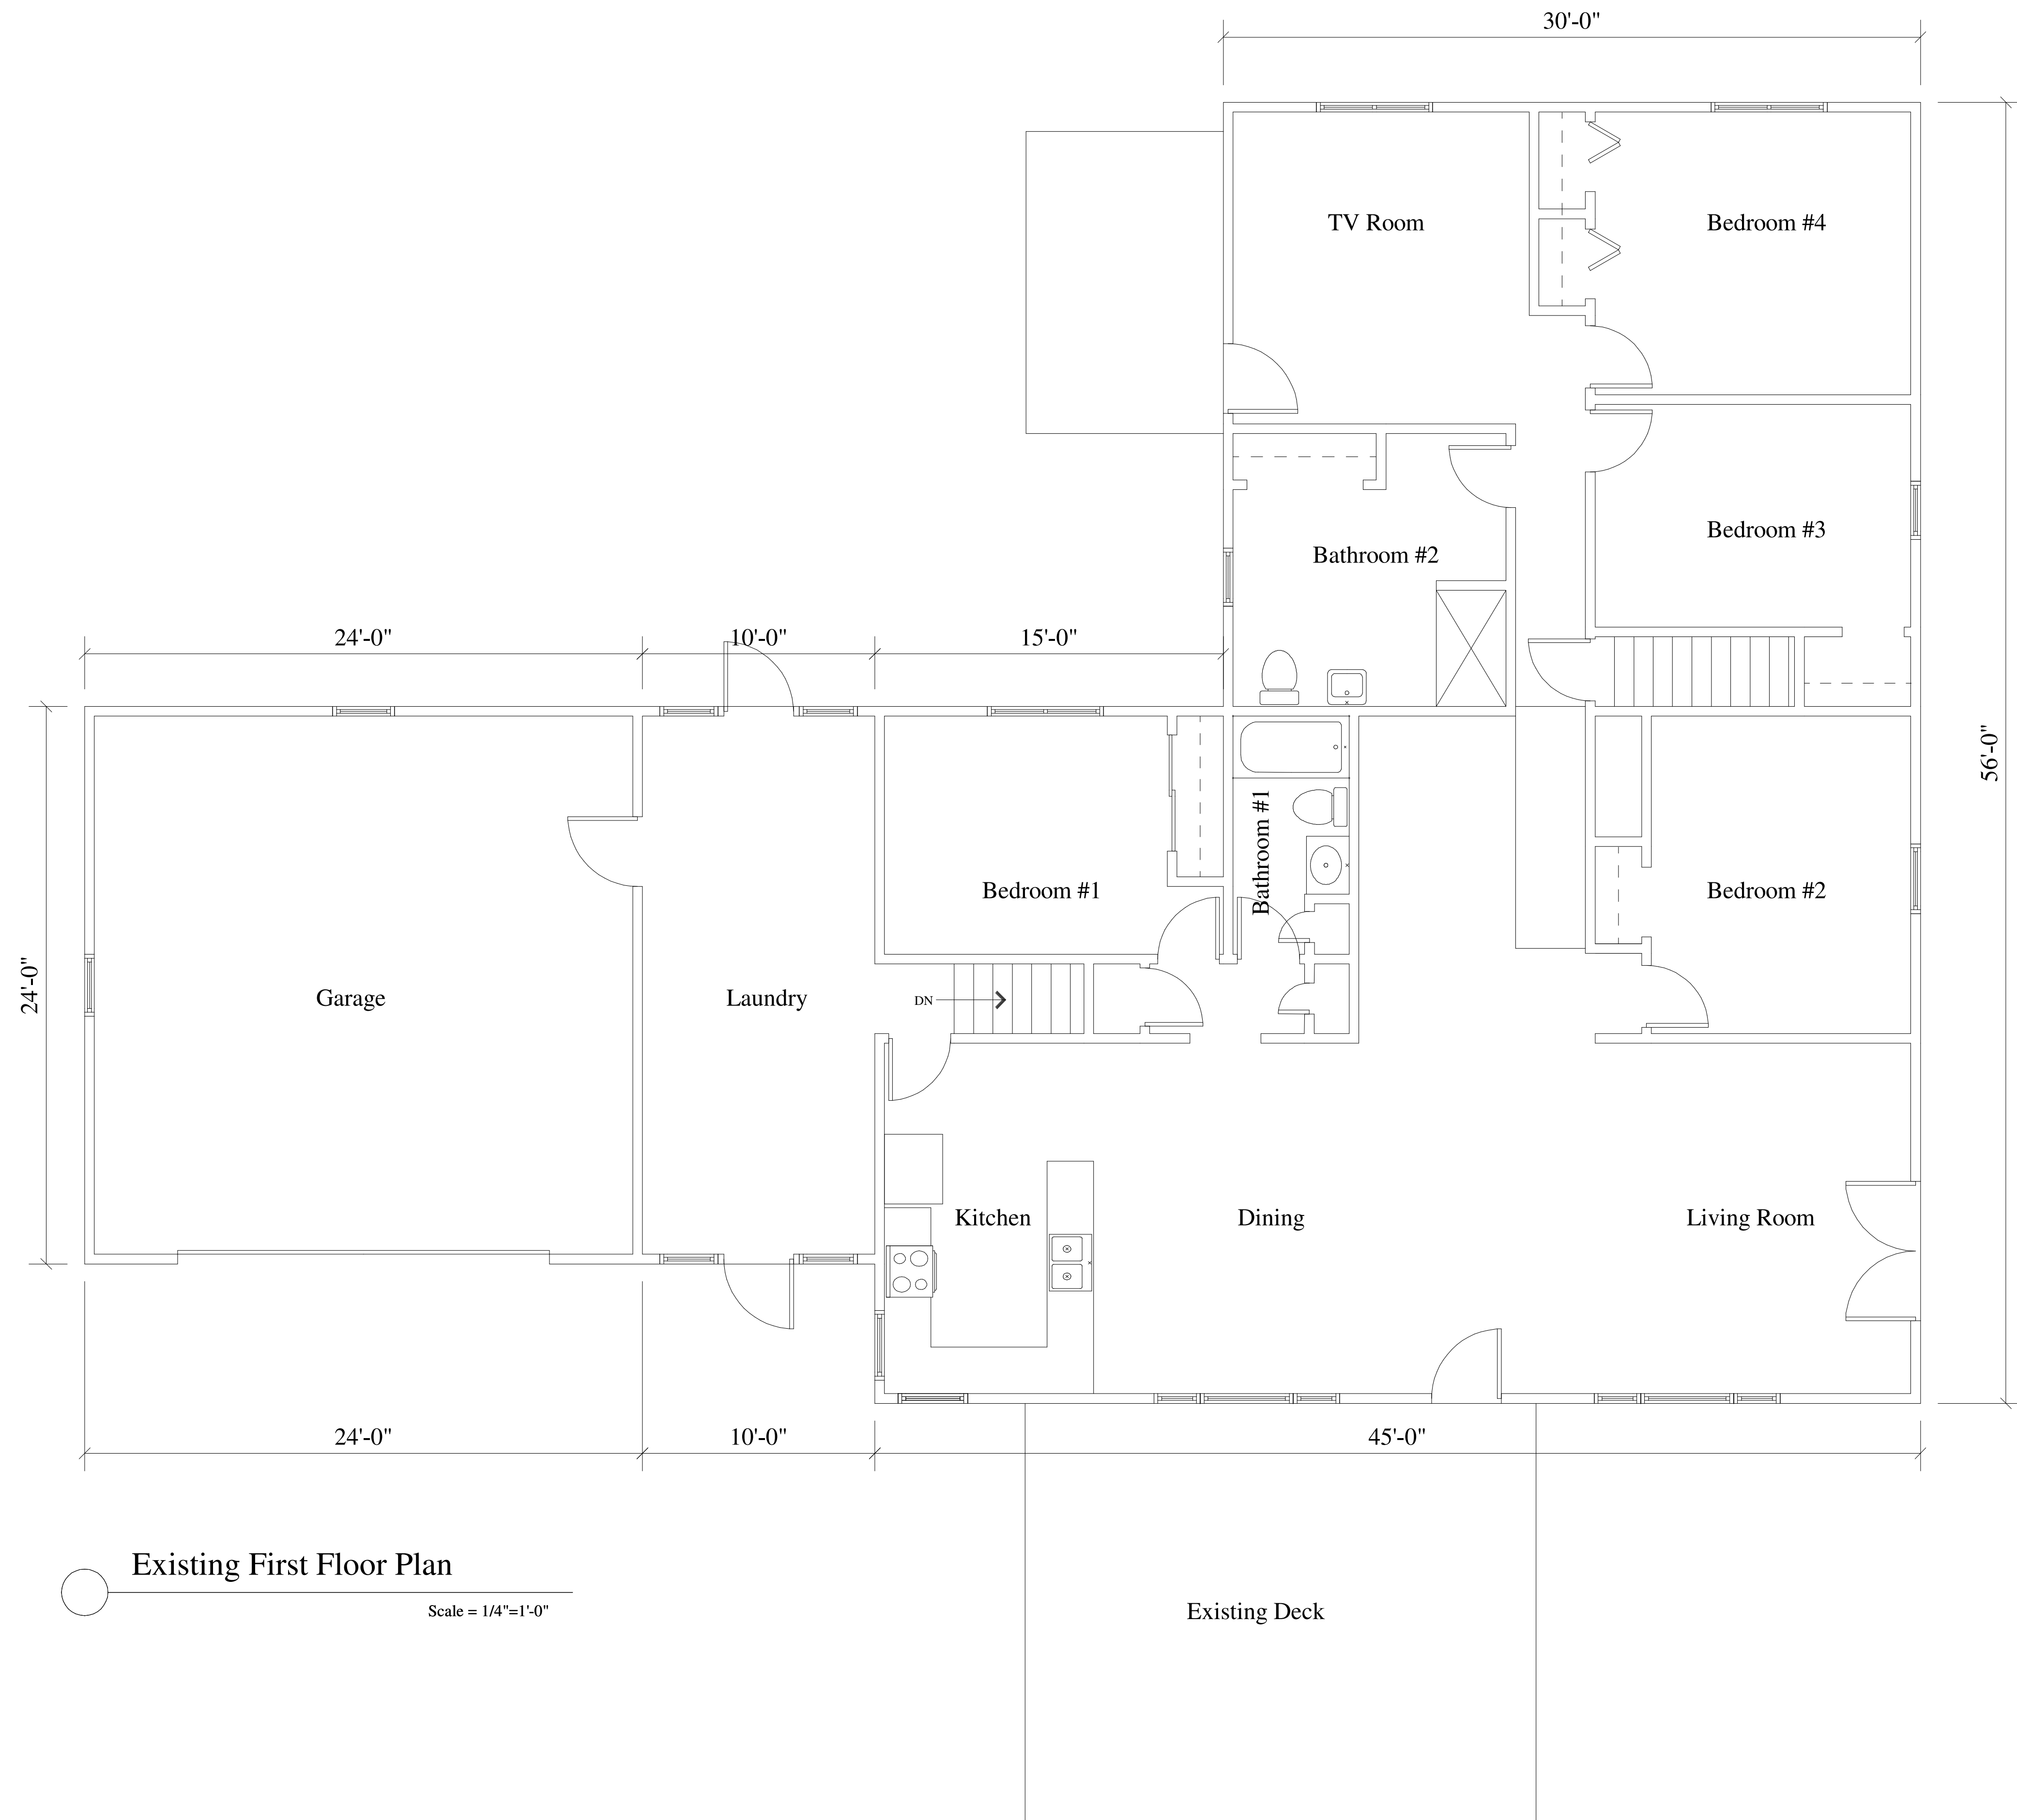 30'-0"
TV Room
Bedroom #4
Bedroom #3
Bathroom #2
24'-0"
10'-0"
15'-0"
56'-0"
Bathroom #1
Bedroom #1
Bedroom #2
24'-0"
Garage
Laundry
DN
Kitchen
Dining
Living Room
24'-0"
10'-0"
45'-0"
Existing First Floor Plan
Scale = 1/4"=1'-0"
Existing Deck